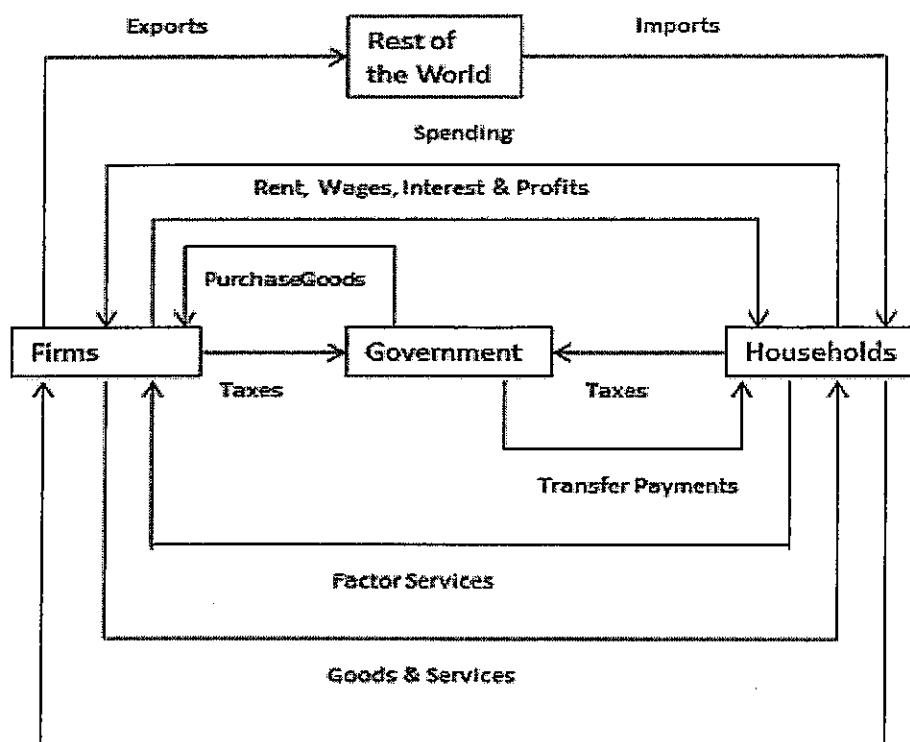 Exports
Imports
Rest of
the World
Spending
Rent, Wages, Interest & Profits
PurchaseGoods
Firms
Government
Households
Taxes
Taxes
Transfer Payments
Factor Services
Goods & Services